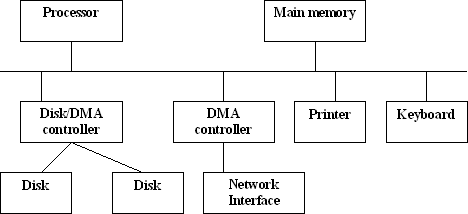 Processor
Main memory
Disk/DMA
controller
DMA
controller
Printer
Keyboard
Disk
Disk
Network
Interface